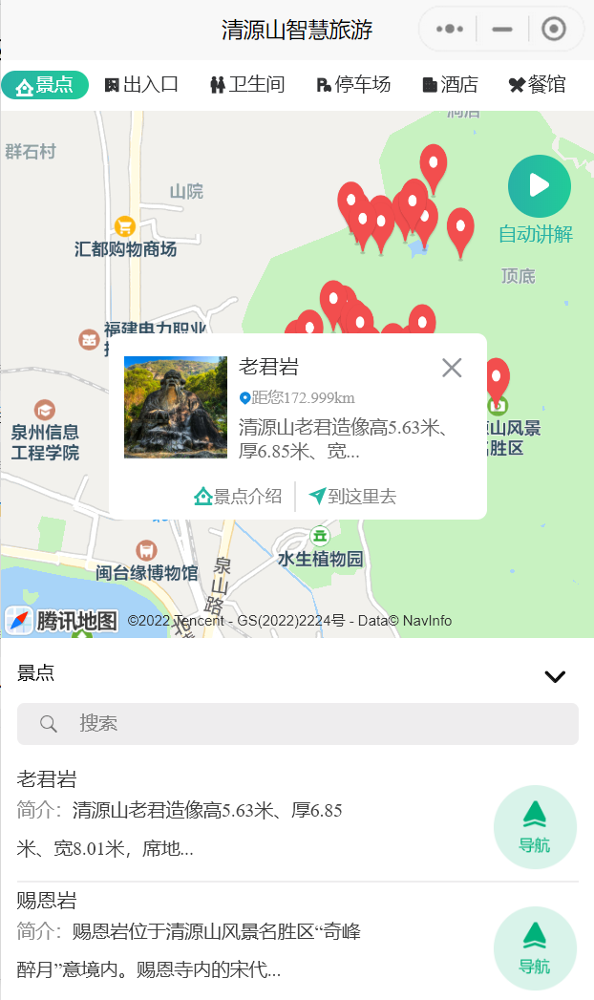 清源山智慧旅游
景点 出入口 卫生间 停车场 酒店 餐馆
洞店
群石村
山院
自动讲解
汇都购物商场
顶底
福建电力职业
老君岩
距您172.999km
清源山老君造像高5.63米、
厚6.85米、宽...
景点介绍 到这里去
泉州信息
工程学院
山风景
名胜区
水生植物园
闽台缘博物馆
泉山路
腾讯地图 ©2022 Tencent - GS(2022)2224号 - Data© NavInfo
景点
搜索
老君岩
简介：清源山老君造像高5.63米、厚6.85
米、宽8.01米，席地...
导航
赐恩岩
简介：赐恩岩位于清源山风景名胜区“奇峰
醉月”意境内。赐恩寺内的宋代...
导航